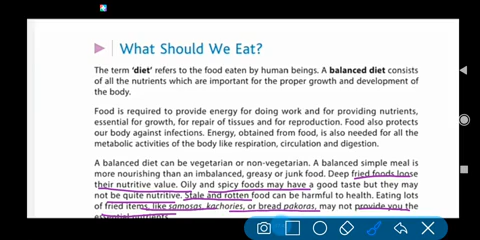 What Should We Eat?
The term 'diet' refers to the food eaten by human beings. A balanced diet consists
of all the nutrients which are important for the proper growth and development of
the body.
Food is required to provide energy for doing work and for providing nutrients,
essential for growth, for repair of tissues and for reproduction. Food also protects
our body against infections. Energy, obtained from food, is also needed for all the
metabolic activities of the body like respiration, circulation and digestion.
A balanced diet can be vegetarian or non-vegetarian. A balanced simple meal is
more nourishing than an imbalanced, greasy or junk food. Deep fried foods loose
their nutritive value. Oily and spicy foods may have a good taste but they may
not be quite nutritive. Stale and rotten food can be harmful to health. Eating lots
of fried items, like samosas, kachories, or bread pakoras, may not provide you the
essential nutrients.